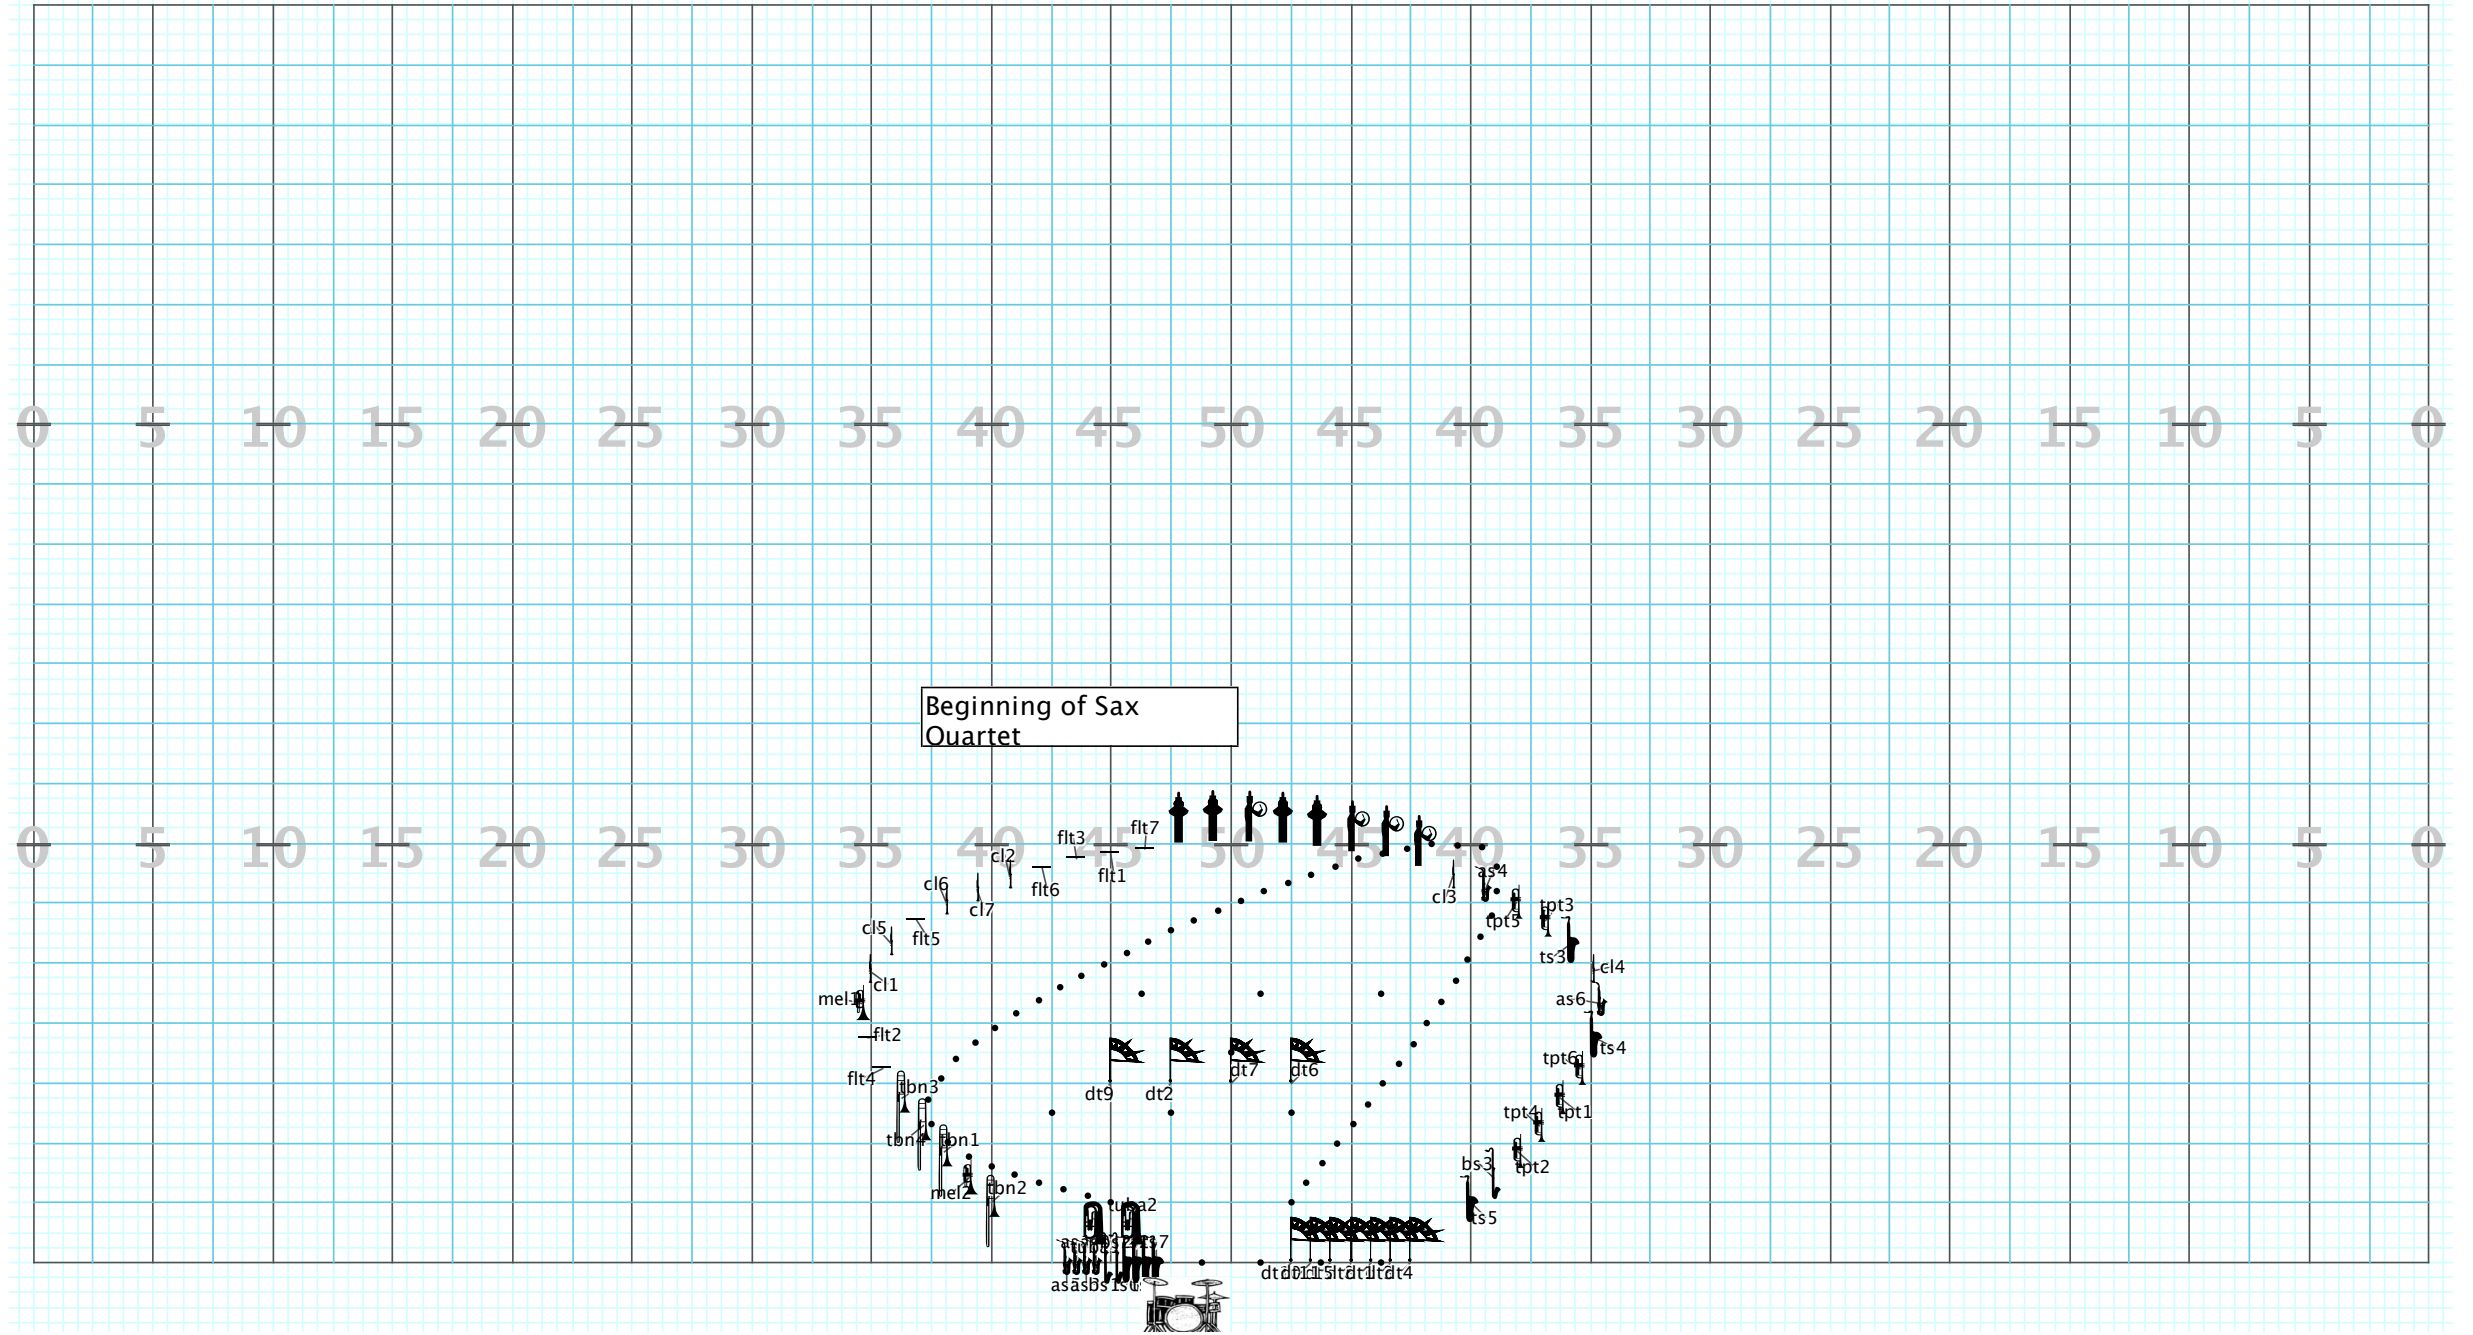 0 5 10 15 20 25 30 35 40 45 50 45 40 35 30 25 20 15 10 5 0
Beginning of Sax
Quartet
flt7
flt3
0 5 10 15 20 25 30 35 40 45 50 45 40 35 30 25 20 15 10 5 0
cl2
as4
flt1
cl6
flt6
cl3
cl7
tpt3
tpt5
cl5
flt5
ts3
cl4
cl1
mel1
as6
flt2
ts4
tpt6
dt7
dt6
flt4
tbn3
dt9
dt2
tpt4
tpt1
tbn4
tbn1
bs3
tpt2
mel2
tbn2
tuba2
ts5
dt4